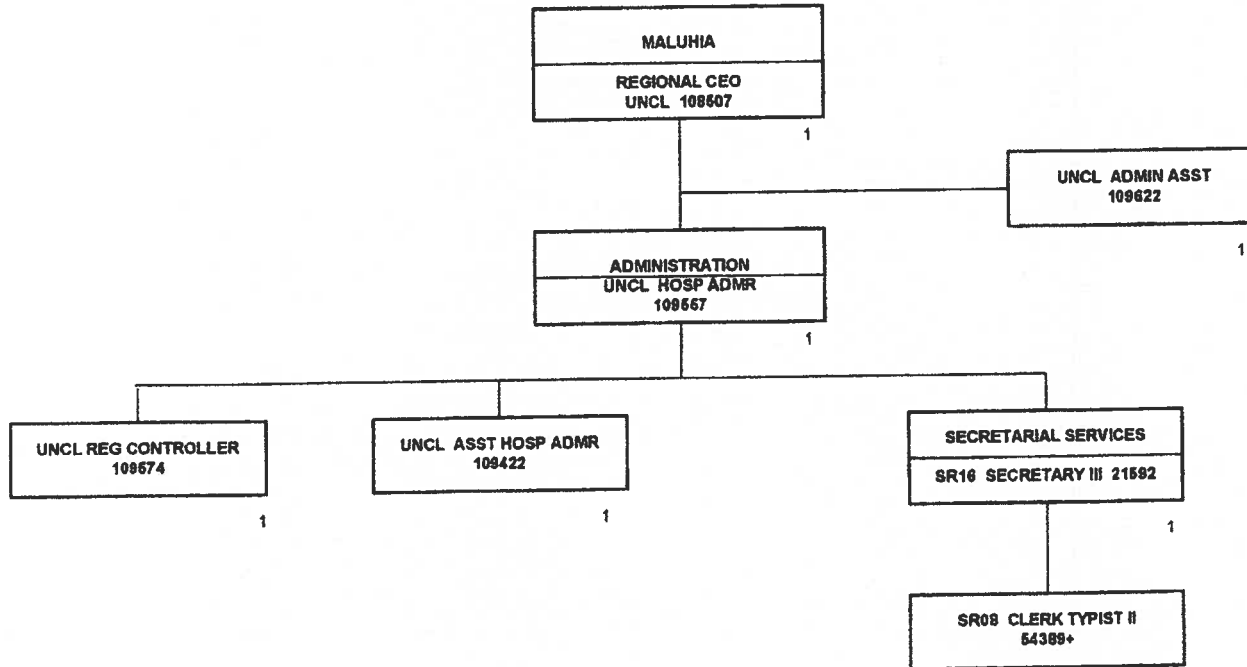 MALUHIA
REGIONAL CEO
UNCL 108507
1
UNCL ADMIN ASST
109622
1
ADMINISTRATION
UNCL HOSP ADMR
109557
1
UNCL REG CONTROLLER
109574
1
UNCL ASST HOSP ADMR
109422
1
SECRETARIAL SERVICES
SR16 SECRETARY III 21592
1
SR08 CLERK TYPIST II
54389+